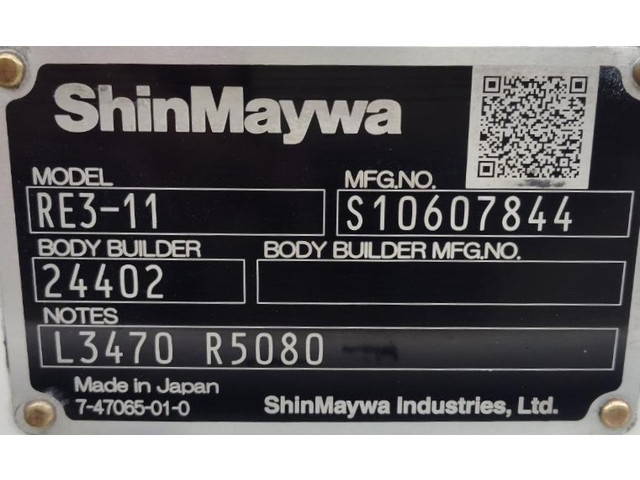 ShinMaywa
MODEL MFG.NO.
RE3-11 S10607844
BODY BUILDER BODY BUILDER MFG.NO.
24402
NOTES
L3470 R5080
Made in Japan
7-47065-01-0 ShinMaywa Industries, Ltd.